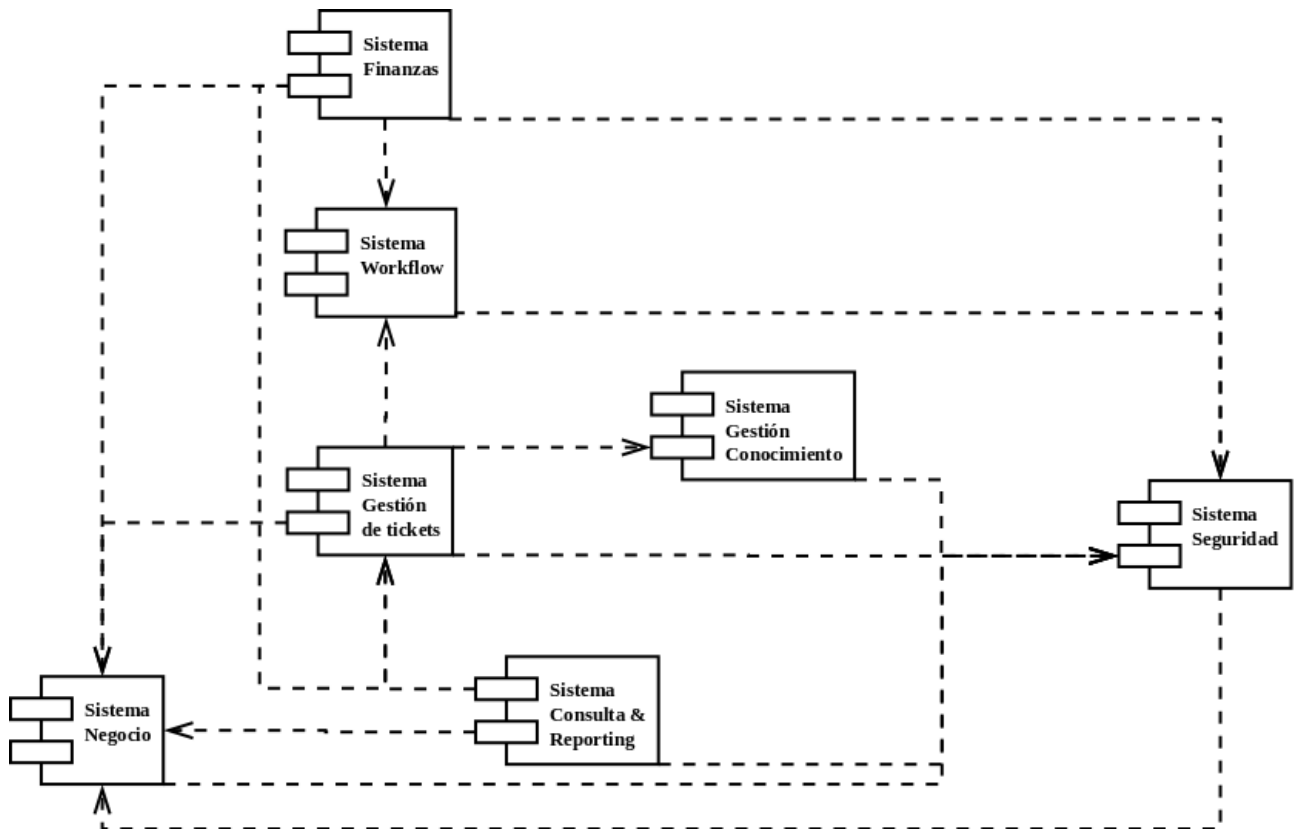 Sistema
Finanzas
Sistema
Workflow
Sistema
Gestión
Conocimiento
Sistema
Gestión
de tickets
Sistema
Seguridad
Sistema
Consulta &
Reporting
Sistema
Negocio